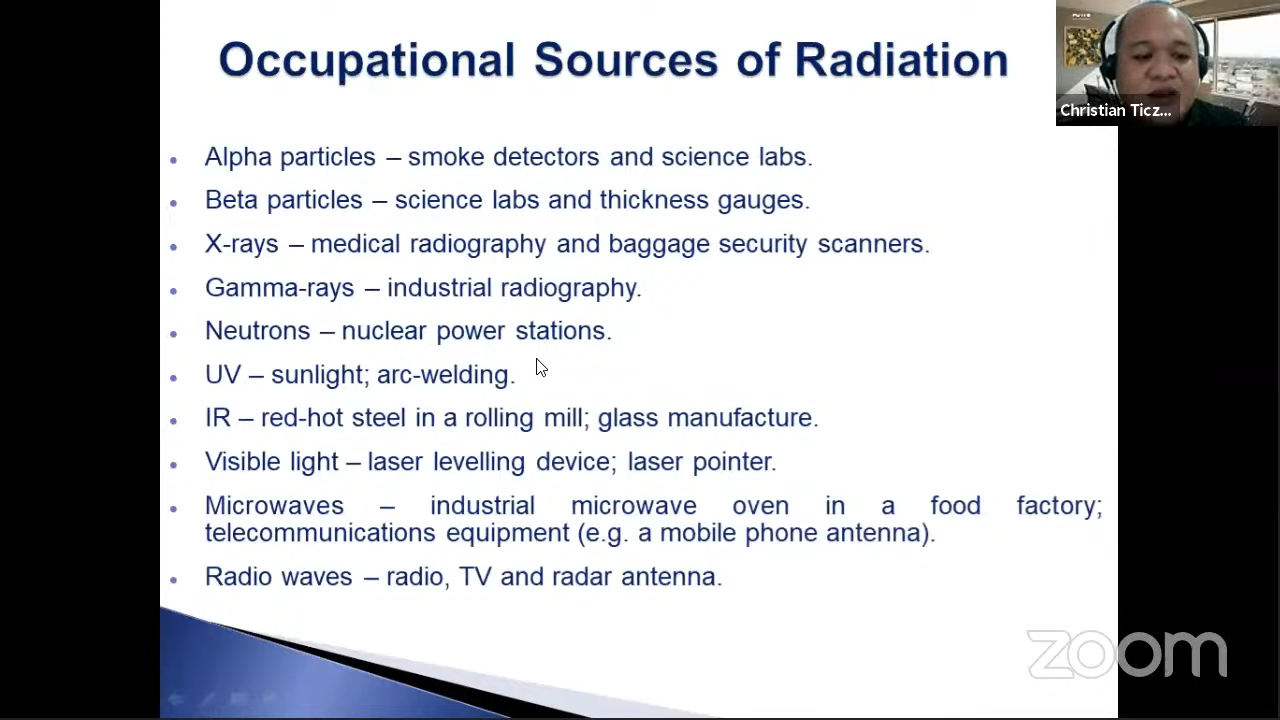 Occupational Sources of Radiation
Christian Ticz...
• Alpha particles – smoke detectors and science labs.
• Beta particles – science labs and thickness gauges.
• X-rays – medical radiography and baggage security scanners.
• Gamma-rays – industrial radiography.
• Neutrons – nuclear power stations.
• UV – sunlight; arc-welding.
• IR – red-hot steel in a rolling mill; glass manufacture.
• Visible light – laser levelling device; laser pointer.
• Microwaves – industrial microwave oven in a food factory;
telecommunications equipment (e.g. a mobile phone antenna).
• Radio waves – radio, TV and radar antenna.
zoom